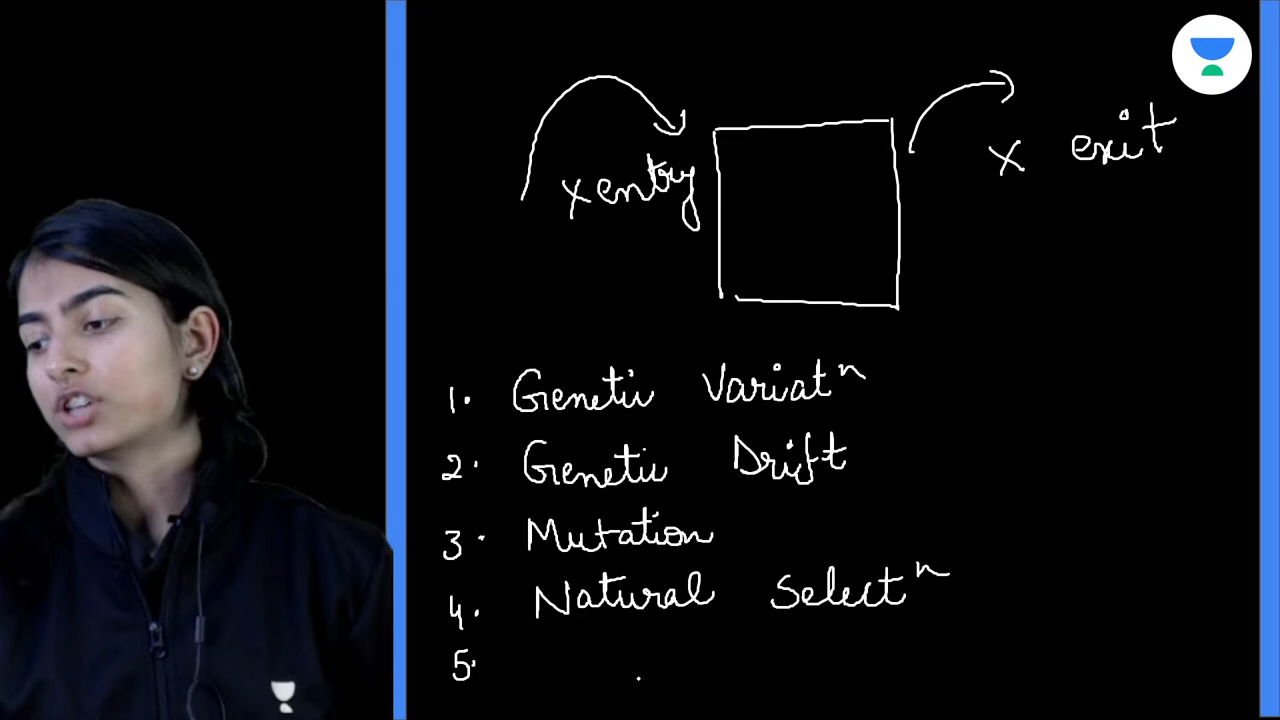 x entry
x exit
1. Genetic Variatⁿ
2. Genetic Drift
3. Mutation
4. Natural Selectⁿ
5.